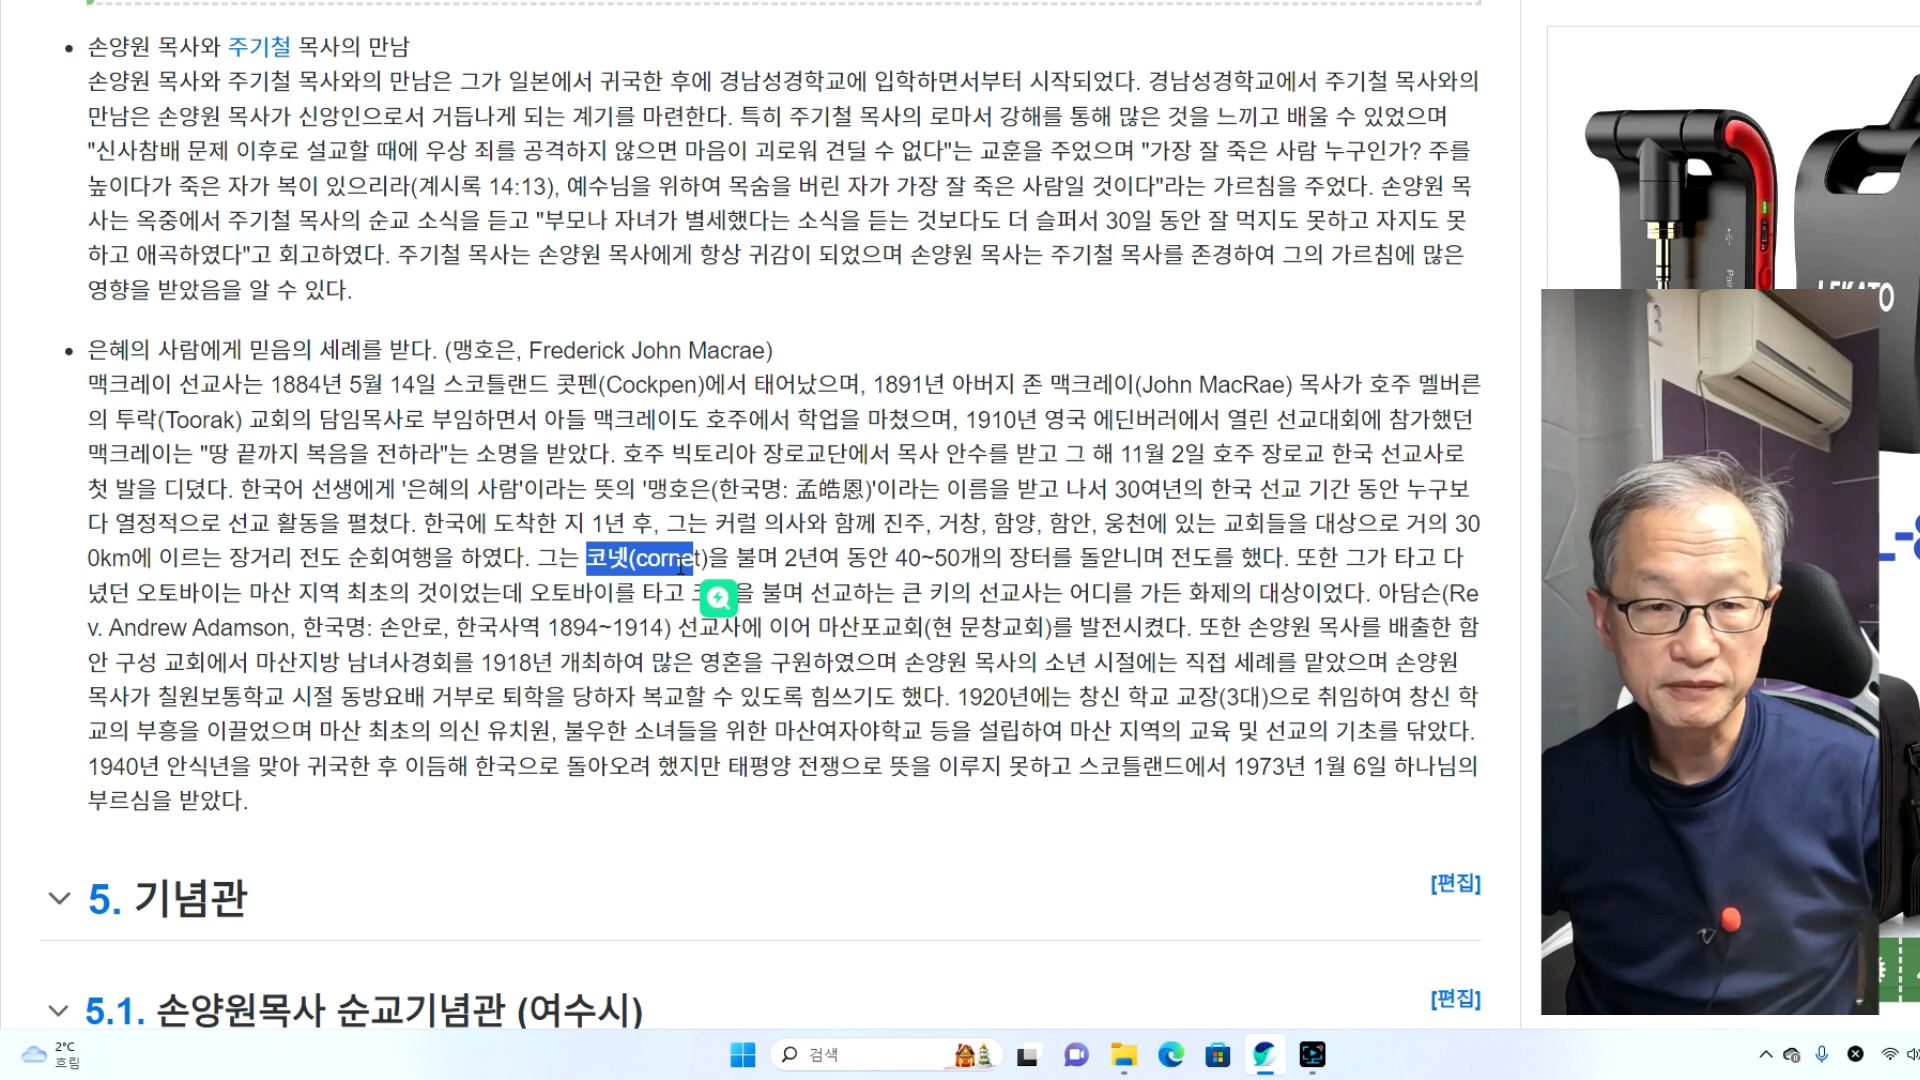 손양원 목사와 주기철 목사의 만남
손양원 목사와 주기철 목사와의 만남은 그가 일본에서 귀국한 후에 경남성경학교에 입학하면서부터 시작되었다. 경남성경학교에서 주기철 목사와의
만남은 손양원 목사가 신앙인으로서 거듭나게 되는 계기를 마련한다. 특히 주기철 목사의 로마서 강해를 통해 많은 것을 느끼고 배울 수 있었으며
"신사참배 문제 이후로 설교할 때에 우상 죄를 공격하지 않으면 마음이 괴로워 견딜 수 없다"는 교훈을 주었으며 "가장 잘 죽은 사람 누구인가? 주를
높이다가 죽은 자가 복이 있으리라(계시록 14:13), 예수님을 위하여 목숨을 버린 자가 가장 잘 죽은 사람일 것이다"라는 가르침을 주었다. 손양원 목
사는 옥중에서 주기철 목사의 순교 소식을 듣고 "부모나 자녀가 별세했다는 소식을 듣는 것보다도 더 슬퍼서 30일 동안 잘 먹지도 못하고 자지도 못
하고 애곡하였다"고 회고하였다. 주기철 목사는 손양원 목사에게 항상 귀감이 되었으며 손양원 목사는 주기철 목사를 존경하여 그의 가르침에 많은
영향을 받았음을 알 수 있다.
은혜의 사람에게 믿음의 세례를 받다. (맹호은, Frederick John Macrae)
맥크레이 선교사는 1884년 5월 14일 스코틀랜드 콧펜(Cockpen)에서 태어났으며, 1891년 아버지 존 맥크레이(John MacRae) 목사가 호주 멜버른
의 투락(Toorak) 교회의 담임목사로 부임하면서 아들 맥크레이도 호주에서 학업을 마쳤으며, 1910년 영국 에딘버러에서 열린 선교대회에 참가했던
맥크레이는 "땅 끝까지 복음을 전하라"는 소명을 받았다. 호주 빅토리아 장로교단에서 목사 안수를 받고 그 해 11월 2일 호주 장로교 한국 선교사로
첫 발을 디뎠다. 한국어 선생에게 '은혜의 사람'이라는 뜻의 '맹호은(한국명: 孟皓恩)'이라는 이름을 받고 나서 30여년의 한국 선교 기간 동안 누구보
다 열정적으로 선교 활동을 펼쳤다. 한국에 도착한 지 1년 후, 그는 커럴 의사와 함께 진주, 거창, 함양, 함안, 웅천에 있는 교회들을 대상으로 거의 30
0km에 이르는 장거리 전도 순회여행을 하였다. 그는 코넷(cornet)을 불며 2년여 동안 40~50개의 장터를 돌앋니며 전도를 했다. 또한 그가 타고 다
녔던 오토바이는 마산 지역 최초의 것이었는데 오토바이를 타고 을 불며 선교하는 큰 키의 선교사는 어디를 가든 화제의 대상이었다. 아담슨(Re
v. Andrew Adamson, 한국명: 손안로, 한국사역 1894~1914) 선교사에 이어 마산포교회(현 문창교회)를 발전시켰다. 또한 손양원 목사를 배출한 함
안 구성 교회에서 마산지방 남녀사경회를 1918년 개최하여 많은 영혼을 구원하였으며 손양원 목사의 소년 시절에는 직접 세례를 맡았으며 손양원
목사가 칠원보통학교 시절 동방요배 거부로 퇴학을 당하자 복교할 수 있도록 힘쓰기도 했다. 1920년에는 창신 학교 교장(3대)으로 취임하여 창신 학
교의 부흥을 이끌었으며 마산 최초의 의신 유치원, 불우한 소녀들을 위한 마산여자야학교 등을 설립하여 마산 지역의 교육 및 선교의 기초를 닦았다.
1940년 안식년을 맞아 귀국한 후 이듬해 한국으로 돌아오려 했지만 태평양 전쟁으로 뜻을 이루지 못하고 스코틀랜드에서 1973년 1월 6일 하나님의
부르심을 받았다.
5. 기념관
[편집]
5.1. 손양원목사 순교기념관 (여수시)
[편집]
2°C
흐림
검색